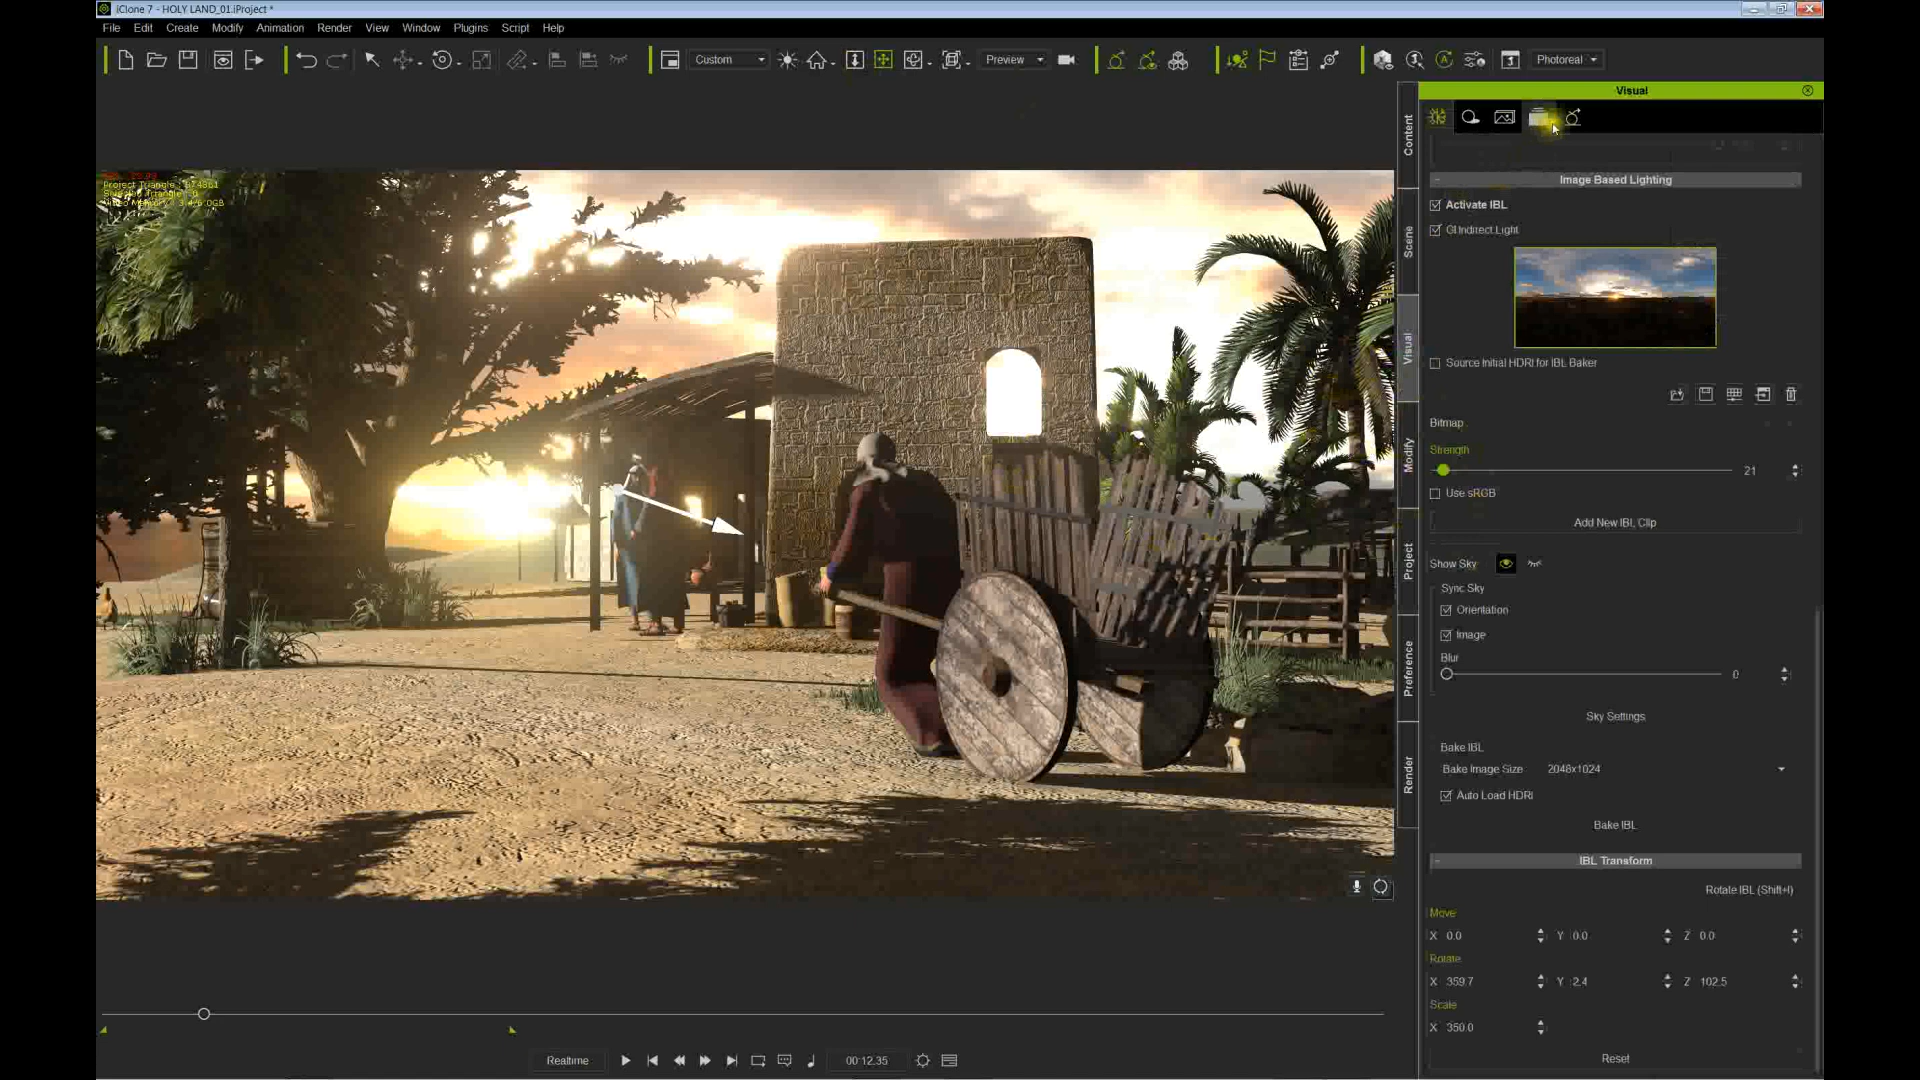 iClone 7 - HOLY LAND_01.iProject *
File Edit Create Modify Animation Render View Window Plugins Script Help
Custom Preview Photoreal
Visual
Content
Scene
Visual
Modify
Project
Preference
Render
Image Based Lighting
Activate IBL
GI Indirect Light
Source Initial HDRI for IBL Baker
Bitmap
Strength
21
Use sRGB
Add New IBL Clip
Show Sky
Sync Sky
Orientation
Image
Blur
0
Sky Settings
Bake IBL
Bake Image Size 2048x1024
Auto Load HDRI
Bake IBL
IBL Transform
Rotate IBL (Shift+I)
Move
X 0.0 Y 0.0 Z 0.0
Rotate
X 359.7 Y 2.4 Z 102.5
Scale
X 350.0
Reset
Project Triangle :
Realtime 00:12.35